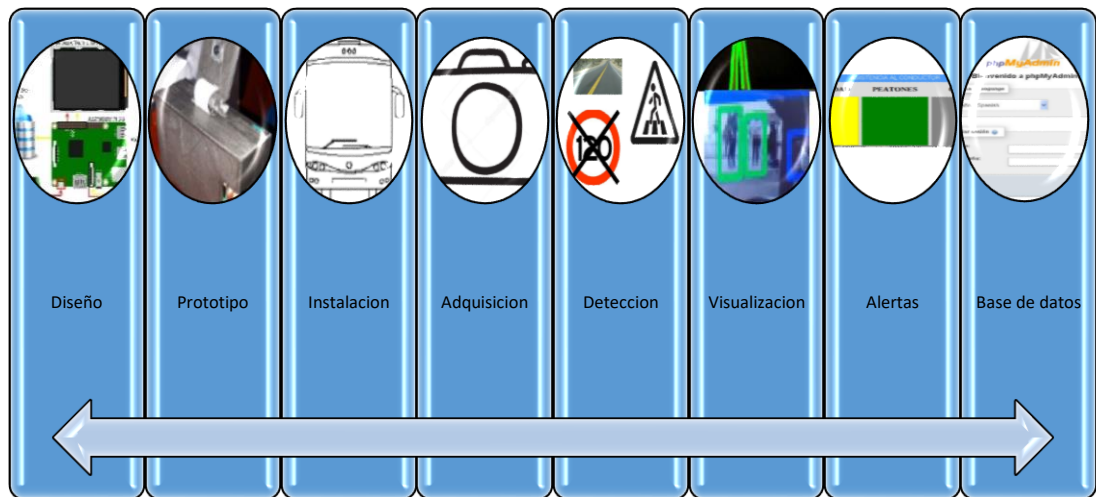 120
PEATONES
phpMyAdmin
Diseño
Prototipo
Instalacion
Adquisicion
Deteccion
Visualizacion
Alertas
Base de datos